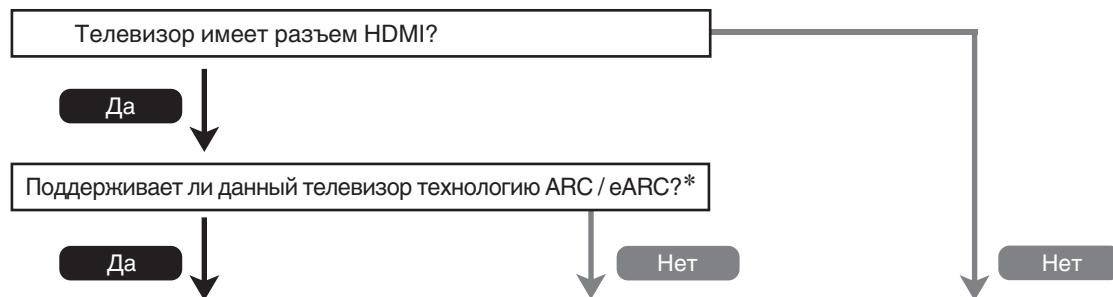 Телевизор имеет разъем HDMI?
Да
Поддерживает ли данный телевизор технологию ARC / eARC?*
Да
Нет
Нет